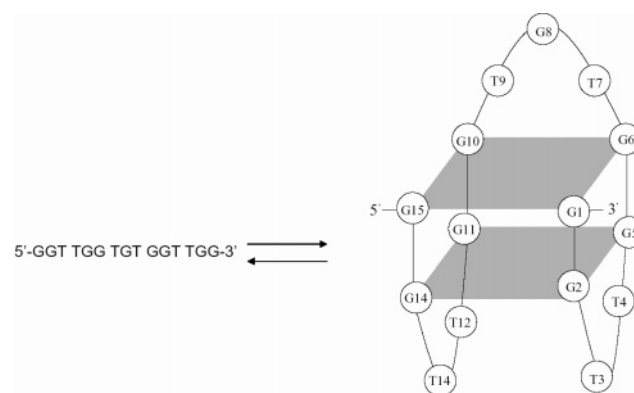 G8
T9 T7
G10 G6
5' G15 G1 3'
G11 G5
5'-GGT TGG TGT GGT TGG-3'
G14 G2
T12 T4
T14 T3